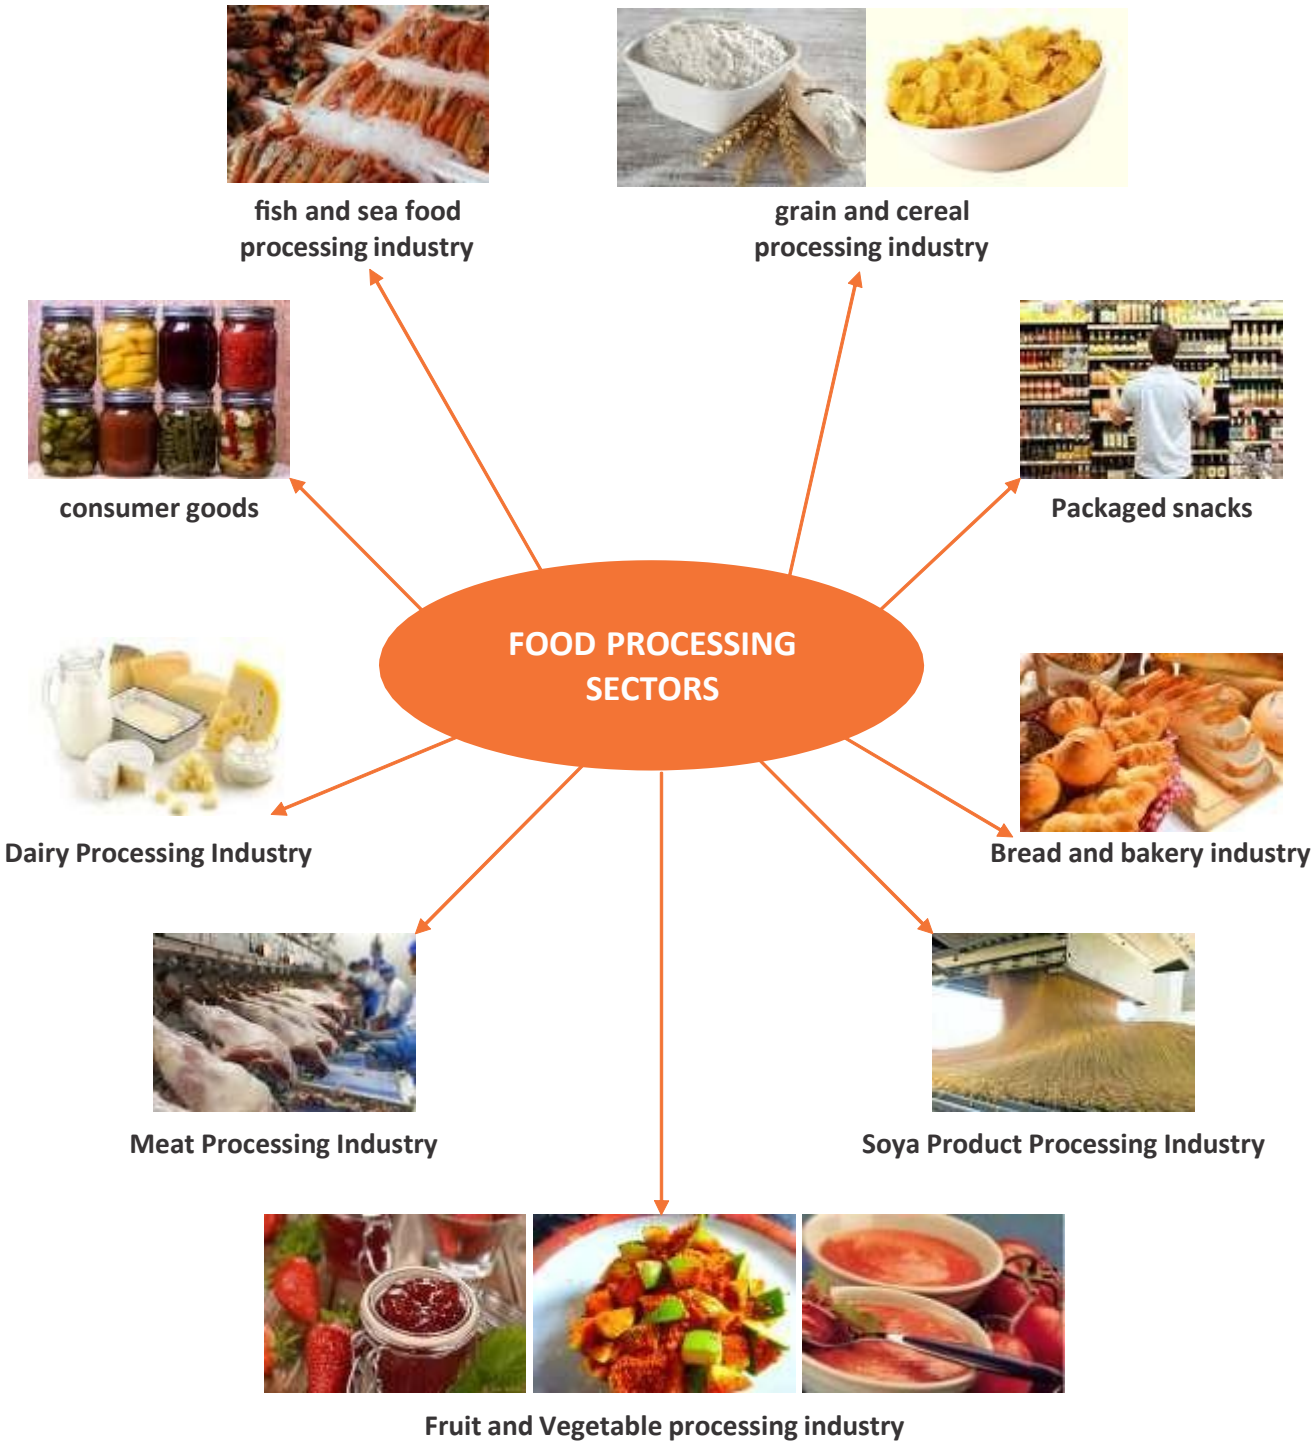 fish and sea food
processing industry
grain and cereal
processing industry
consumer goods
Packaged snacks
FOOD PROCESSING
SECTORS
Dairy Processing Industry
Bread and bakery industry
Meat Processing Industry
Soya Product Processing Industry
Fruit and Vegetable processing industry